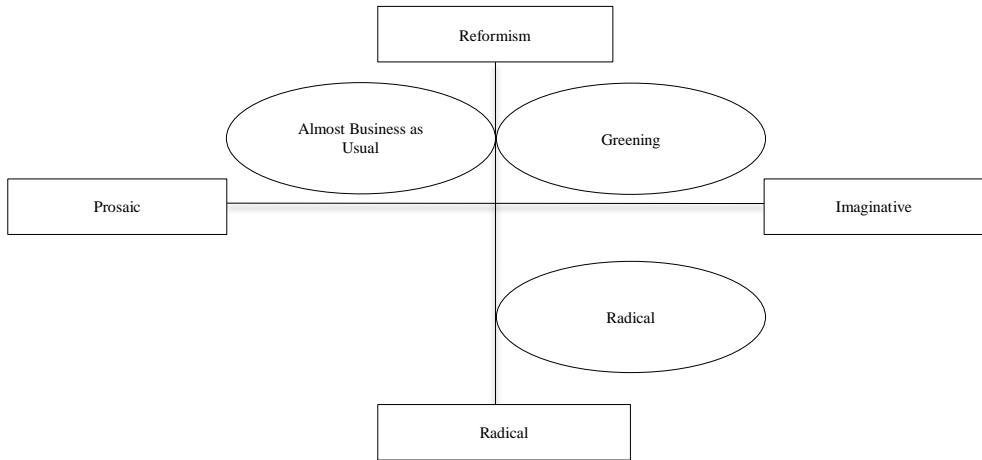 Reformism
Almost Business as
Usual
Greening
Prosaic
Imaginative
Radical
Radical